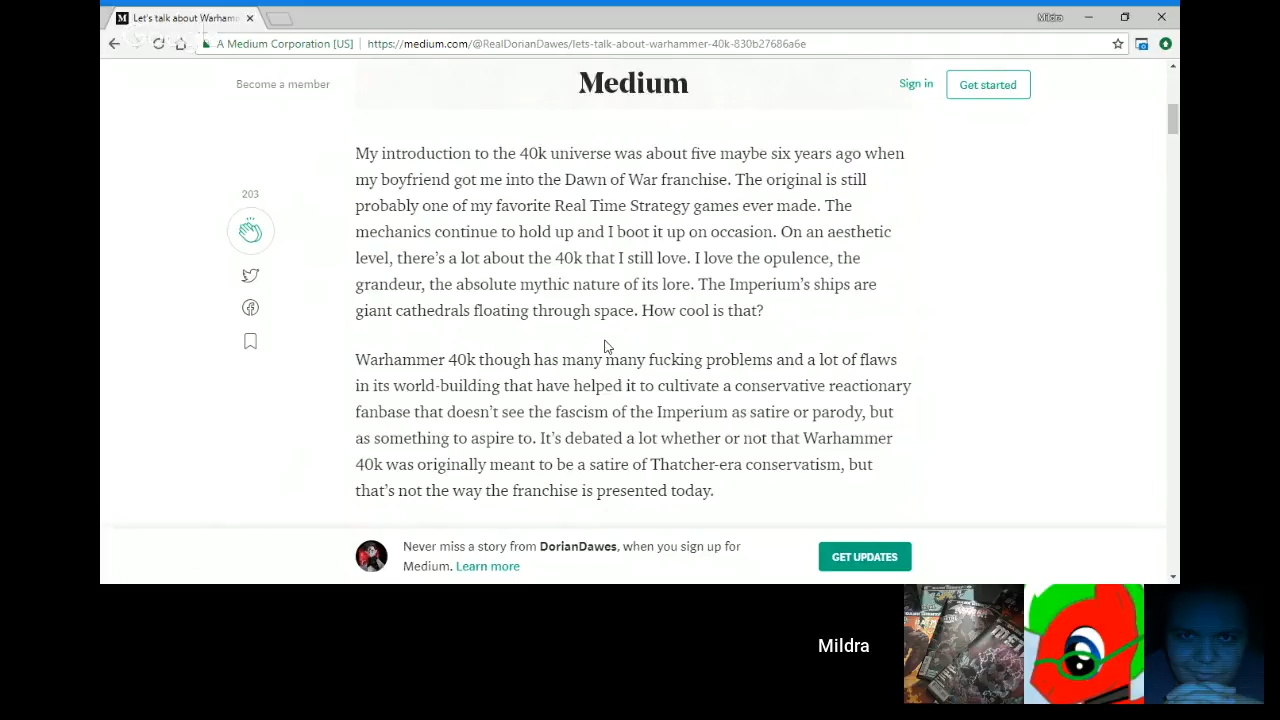 Let's talk about Warham
Mildra
A Medium Corporation [US] https://medium.com/@RealDorianDawes/lets-talk-about-warhammer-40k-830b27686a6e
Become a member
Medium
Sign in
Get started
203
My introduction to the 40k universe was about five maybe six years ago when
my boyfriend got me into the Dawn of War franchise. The original is still
probably one of my favorite Real Time Strategy games ever made. The
mechanics continue to hold up and I boot it up on occasion. On an aesthetic
level, there’s a lot about the 40k that I still love. I love the opulence, the
grandeur, the absolute mythic nature of its lore. The Imperium’s ships are
giant cathedrals floating through space. How cool is that?
Warhammer 40k though has many many fucking problems and a lot of flaws
in its world-building that have helped it to cultivate a conservative reactionary
fanbase that doesn’t see the fascism of the Imperium as satire or parody, but
as something to aspire to. It’s debated a lot whether or not that Warhammer
40k was originally meant to be a satire of Thatcher-era conservatism, but
that’s not the way the franchise is presented today.
Never miss a story from DorianDawes, when you sign up for
Medium. Learn more
GET UPDATES
Mildra